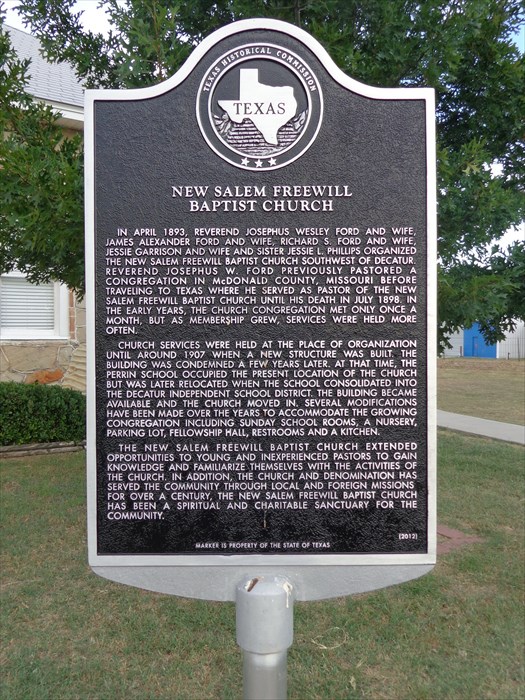 TEXAS HISTORICAL COMMISSION
TEXAS
NEW SALEM FREEWILL
BAPTIST CHURCH
IN APRIL 1893, REVEREND JOSEPHUS WESLEY FORD AND WIFE,
JAMES ALEXANDER FORD AND WIFE, RICHARD S. FORD AND WIFE,
JESSIE GARRISON AND WIFE AND SISTER JESSIE L. PHILLIPS ORGANIZED
THE NEW SALEM FREEWILL BAPTIST CHURCH SOUTHWEST OF DECATUR.
REVEREND JOSEPHUS W. FORD PREVIOUSLY PASTORED A
CONGREGATION IN McDONALD COUNTY, MISSOURI BEFORE
TRAVELING TO TEXAS WHERE HE SERVED AS PASTOR OF THE NEW
SALEM FREEWILL BAPTIST CHURCH UNTIL HIS DEATH IN JULY 1898. IN
THE EARLY YEARS, THE CHURCH CONGREGATION MET ONLY ONCE A
MONTH, BUT AS MEMBERSHIP GREW, SERVICES WERE HELD MORE
OFTEN.
CHURCH SERVICES WERE HELD AT THE PLACE OF ORGANIZATION
UNTIL AROUND 1907 WHEN A NEW STRUCTURE WAS BUILT. THE
BUILDING WAS CONDEMNED A FEW YEARS LATER. AT THAT TIME, THE
PERRIN SCHOOL OCCUPIED THE PRESENT LOCATION OF THE CHURCH
BUT WAS LATER RELOCATED WHEN THE SCHOOL CONSOLIDATED INTO
THE DECATUR INDEPENDENT SCHOOL DISTRICT. THE BUILDING BECAME
AVAILABLE AND THE CHURCH MOVED IN. SEVERAL MODIFICATIONS
HAVE BEEN MADE OVER THE YEARS TO ACCOMMODATE THE GROWING
CONGREGATION INCLUDING SUNDAY SCHOOL ROOMS, A NURSERY,
PARKING LOT, FELLOWSHIP HALL, RESTROOMS AND A KITCHEN.
THE NEW SALEM FREEWILL BAPTIST CHURCH EXTENDED
OPPORTUNITIES TO YOUNG AND INEXPERIENCED PASTORS TO GAIN
KNOWLEDGE AND FAMILIARIZE THEMSELVES WITH THE ACTIVITIES OF
THE CHURCH. IN ADDITION, THE CHURCH AND DENOMINATION HAS
SERVED THE COMMUNITY THROUGH LOCAL AND FOREIGN MISSIONS.
FOR OVER A CENTURY, THE NEW SALEM FREEWILL BAPTIST CHURCH
HAS BEEN A SPIRITUAL AND CHARITABLE SANCTUARY FOR THE
COMMUNITY.
(2012)
MARKER IS PROPERTY OF THE STATE OF TEXAS